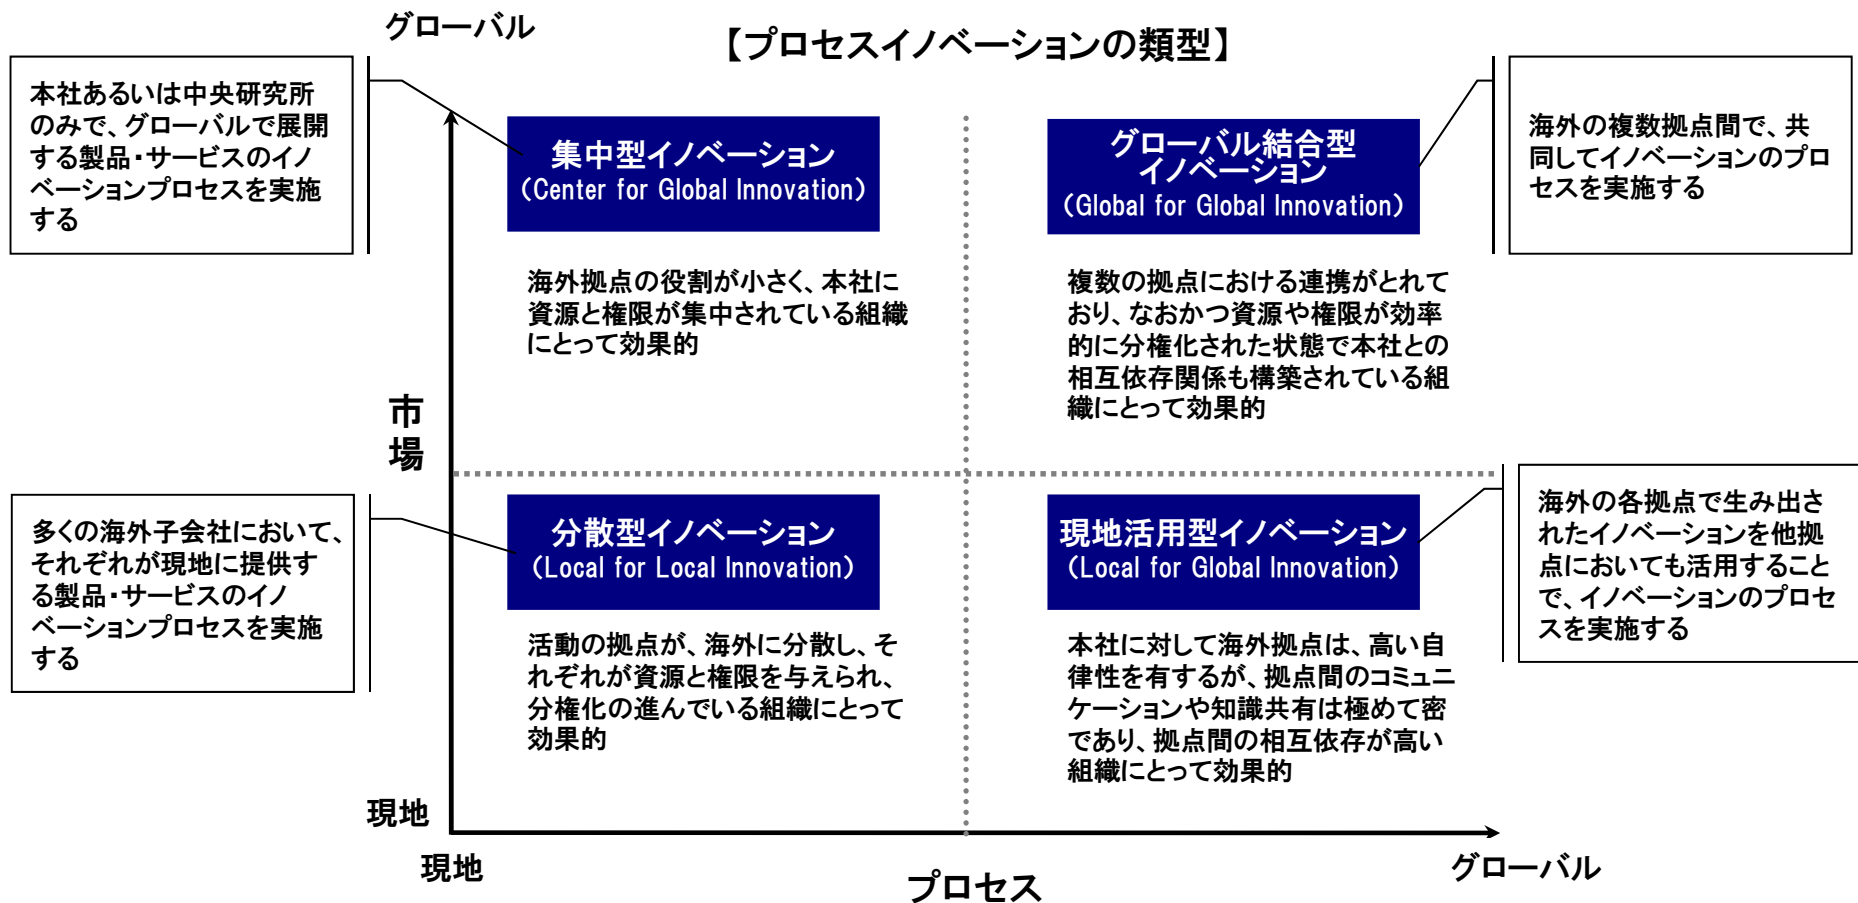 グローバル
【プロセスイノベーションの類型】
本社あるいは中央研究所
のみで、グローバルで展開
する製品・サービスのイノ
ベーションプロセスを実施
する
集中型イノベーション
(Center for Global Innovation)
グローバル結合型
イノベーション
(Global for Global Innovation)
海外の複数拠点間で、共
同してイノベーションのプロ
セスを実施する
海外拠点の役割が小さく、本社に
資源と権限が集中されている組織
にとって効果的
複数の拠点における連携がとれて
おり、なおかつ資源や権限が効率
的に分権化された状態で本社との
相互依存関係も構築されている組
織にとって効果的
市
場
多くの海外子会社において、
それぞれが現地に提供す
る製品・サービスのイノ
ベーションプロセスを実施
する
分散型イノベーション
(Local for Local Innovation)
現地活用型イノベーション
(Local for Global Innovation)
海外の各拠点で生み出さ
れたイノベーションを他拠
点においても活用すること
で、イノベーションのプロセ
スを実施する
活動の拠点が、海外に分散し、そ
れぞれが資源と権限を与えられ、
分権化の進んでいる組織にとって
効果的
本社に対して海外拠点は、高い自
律性を有するが、拠点間のコミュニ
ケーションや知識共有は極めて密
であり、拠点間の相互依存が高い
組織にとって効果的
現地
現地
プロセス
グローバル